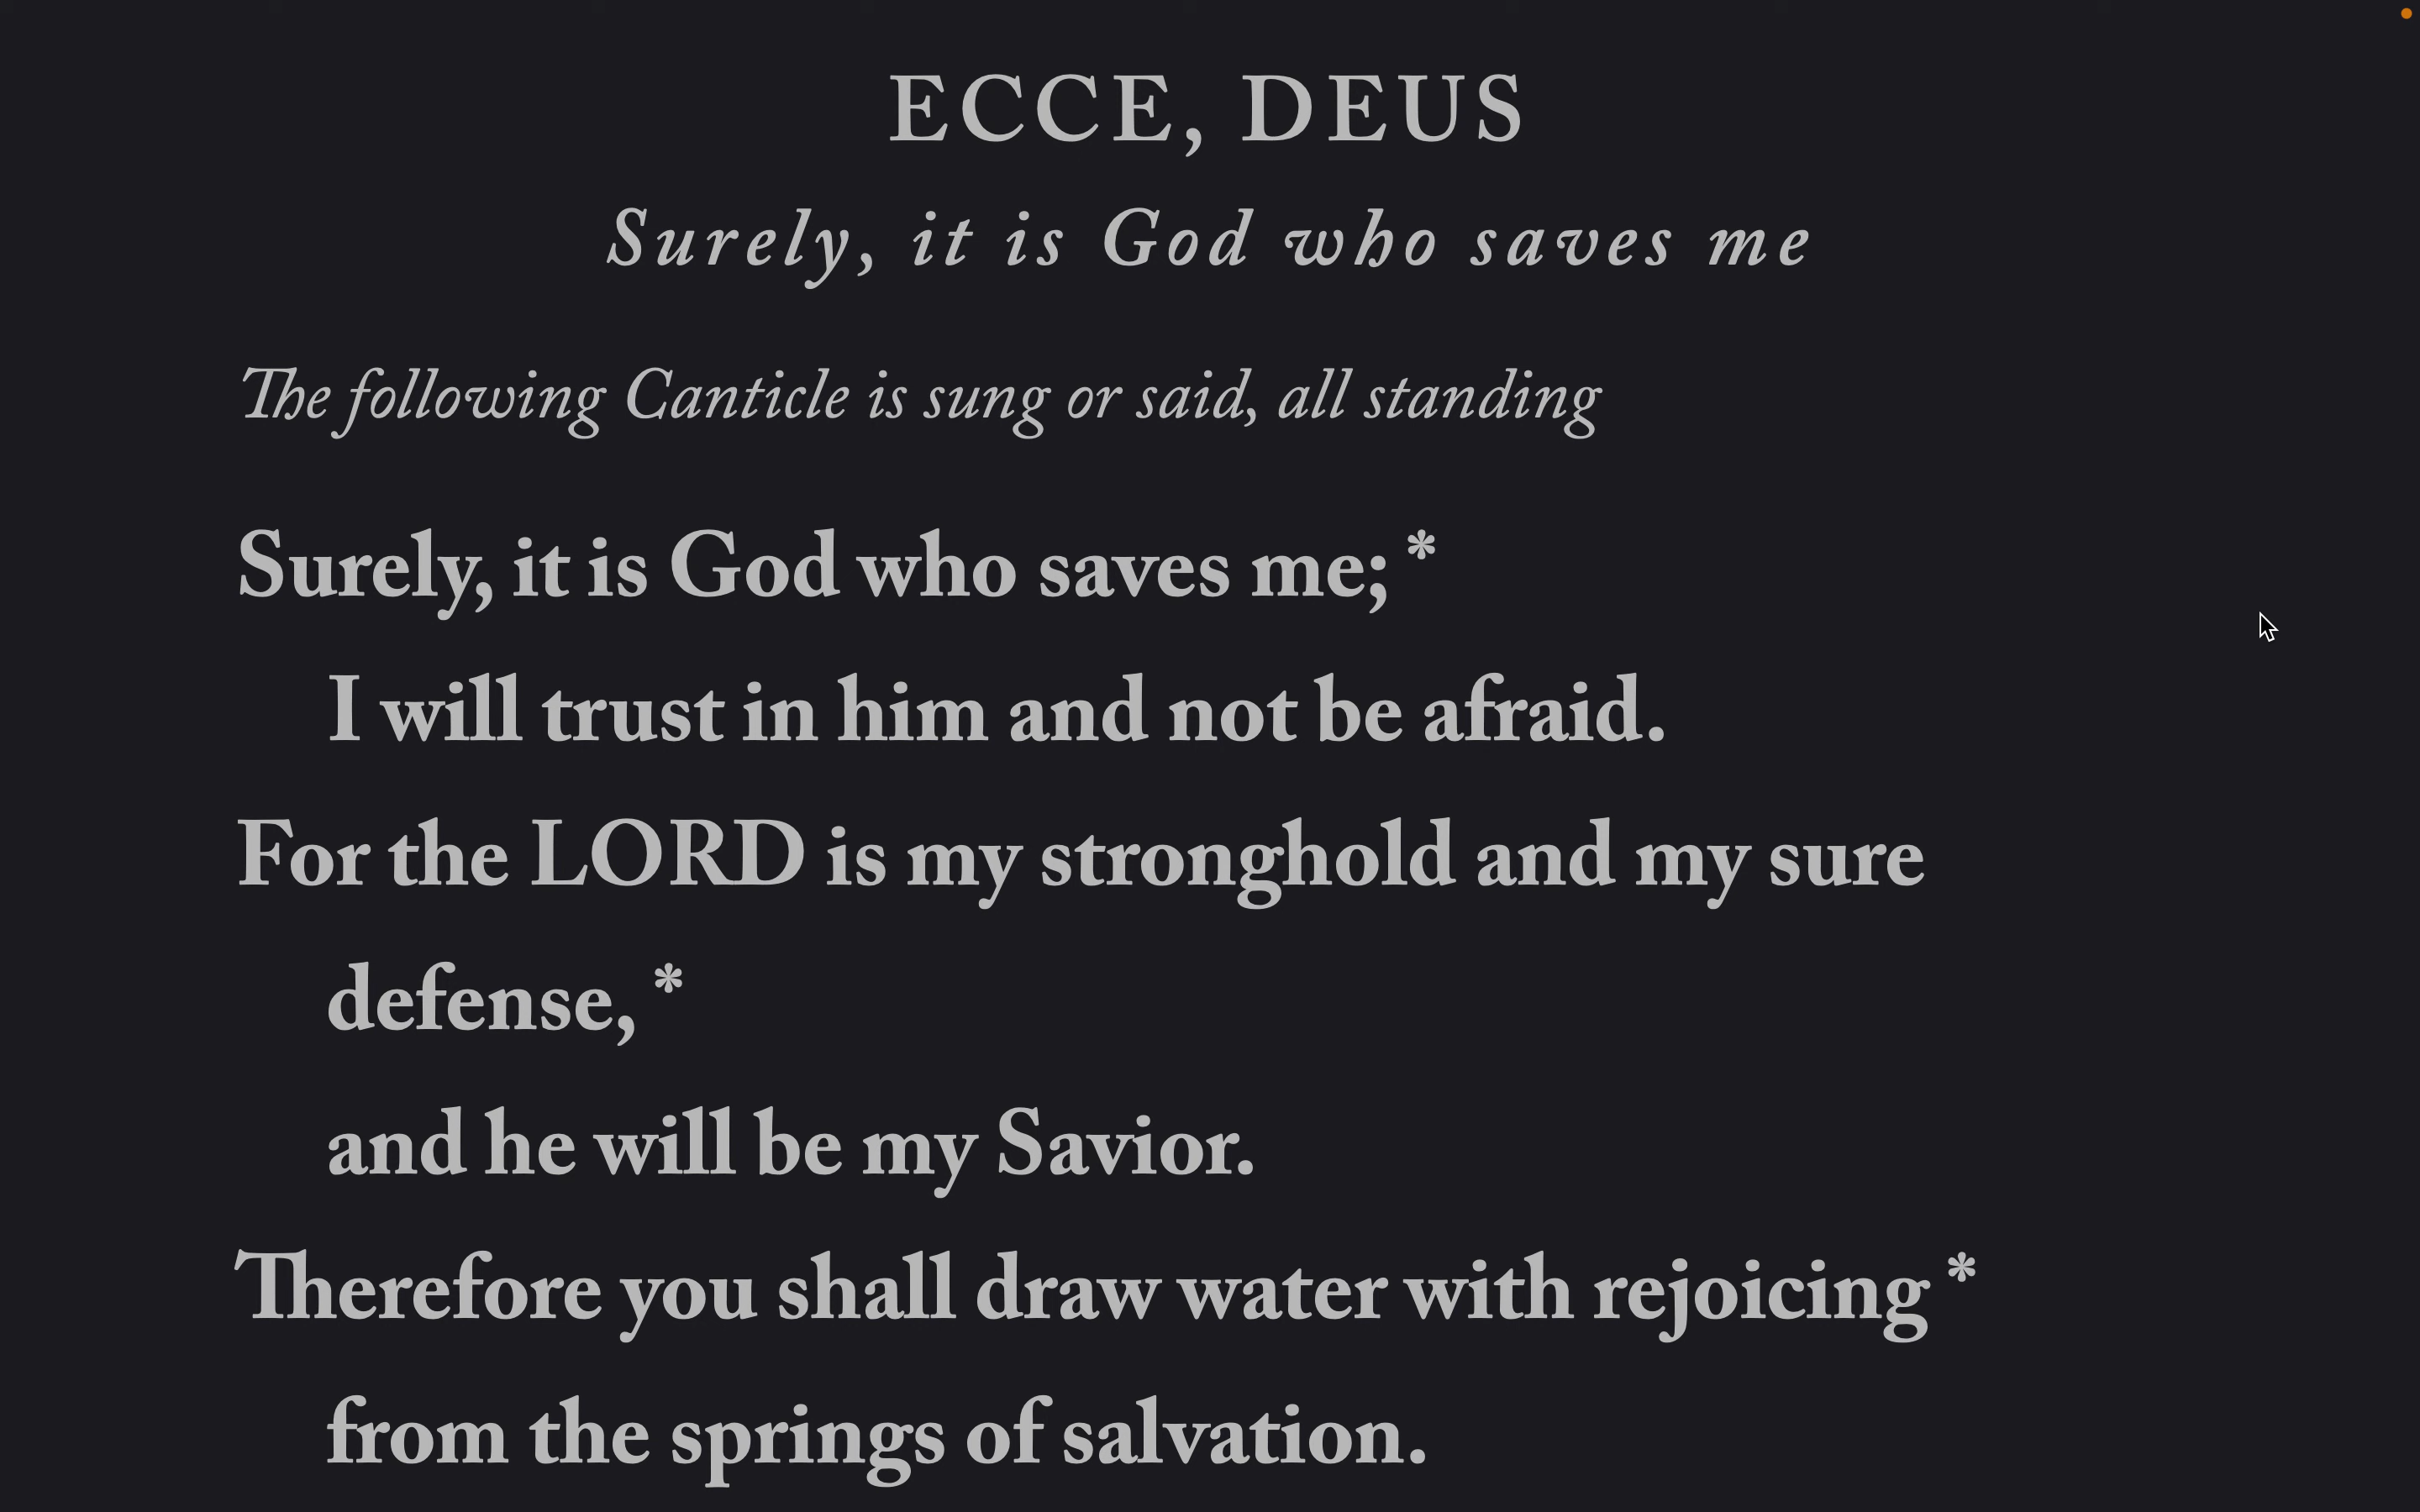 ECCE, DEUS
Surely, it is God who saves me
The following Canticle is sung or said, all standing
Surely, it is God who saves me; *
I will trust in him and not be afraid.
For the LORD is my stronghold and my sure
defense, *
and he will be my Savior.
Therefore you shall draw water with rejoicing *
from the springs of salvation.